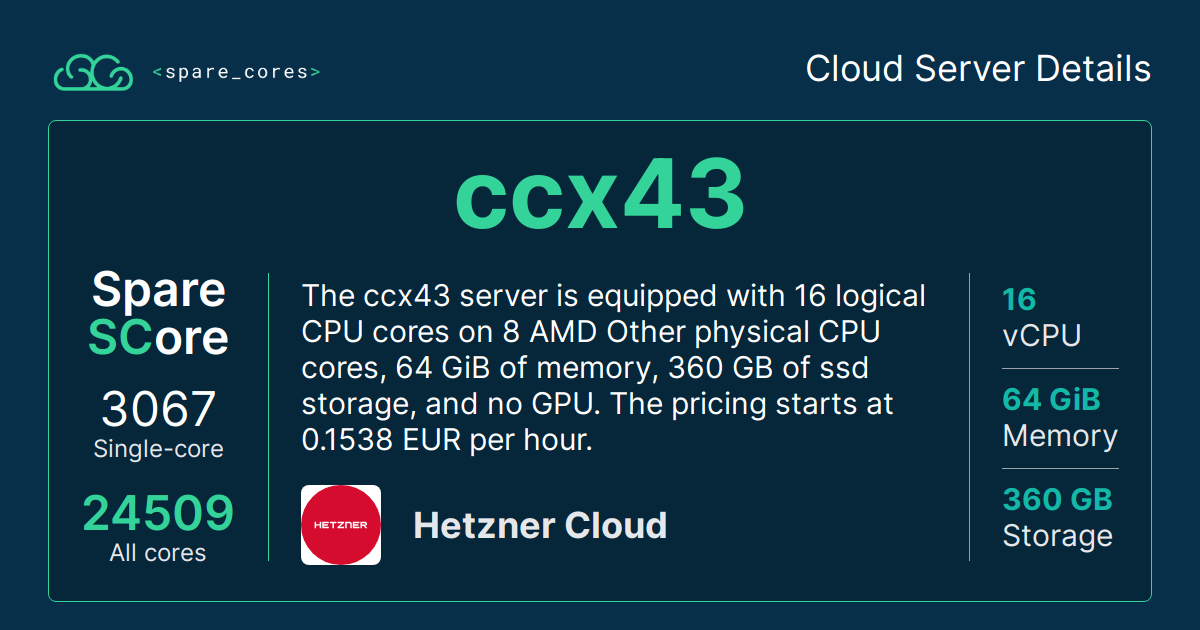 <spare_cores>
Cloud Server Details
ccx43
Spare
SCore
3067
Single-core
24509
All cores
The ccx43 server is equipped with 16 logical
CPU cores on 8 AMD Other physical CPU
cores, 64 GiB of memory, 360 GB of ssd
storage, and no GPU. The pricing starts at
0.1538 EUR per hour.
HETZNER
Hetzner Cloud
16
vCPU
64 GiB
Memory
360 GB
Storage